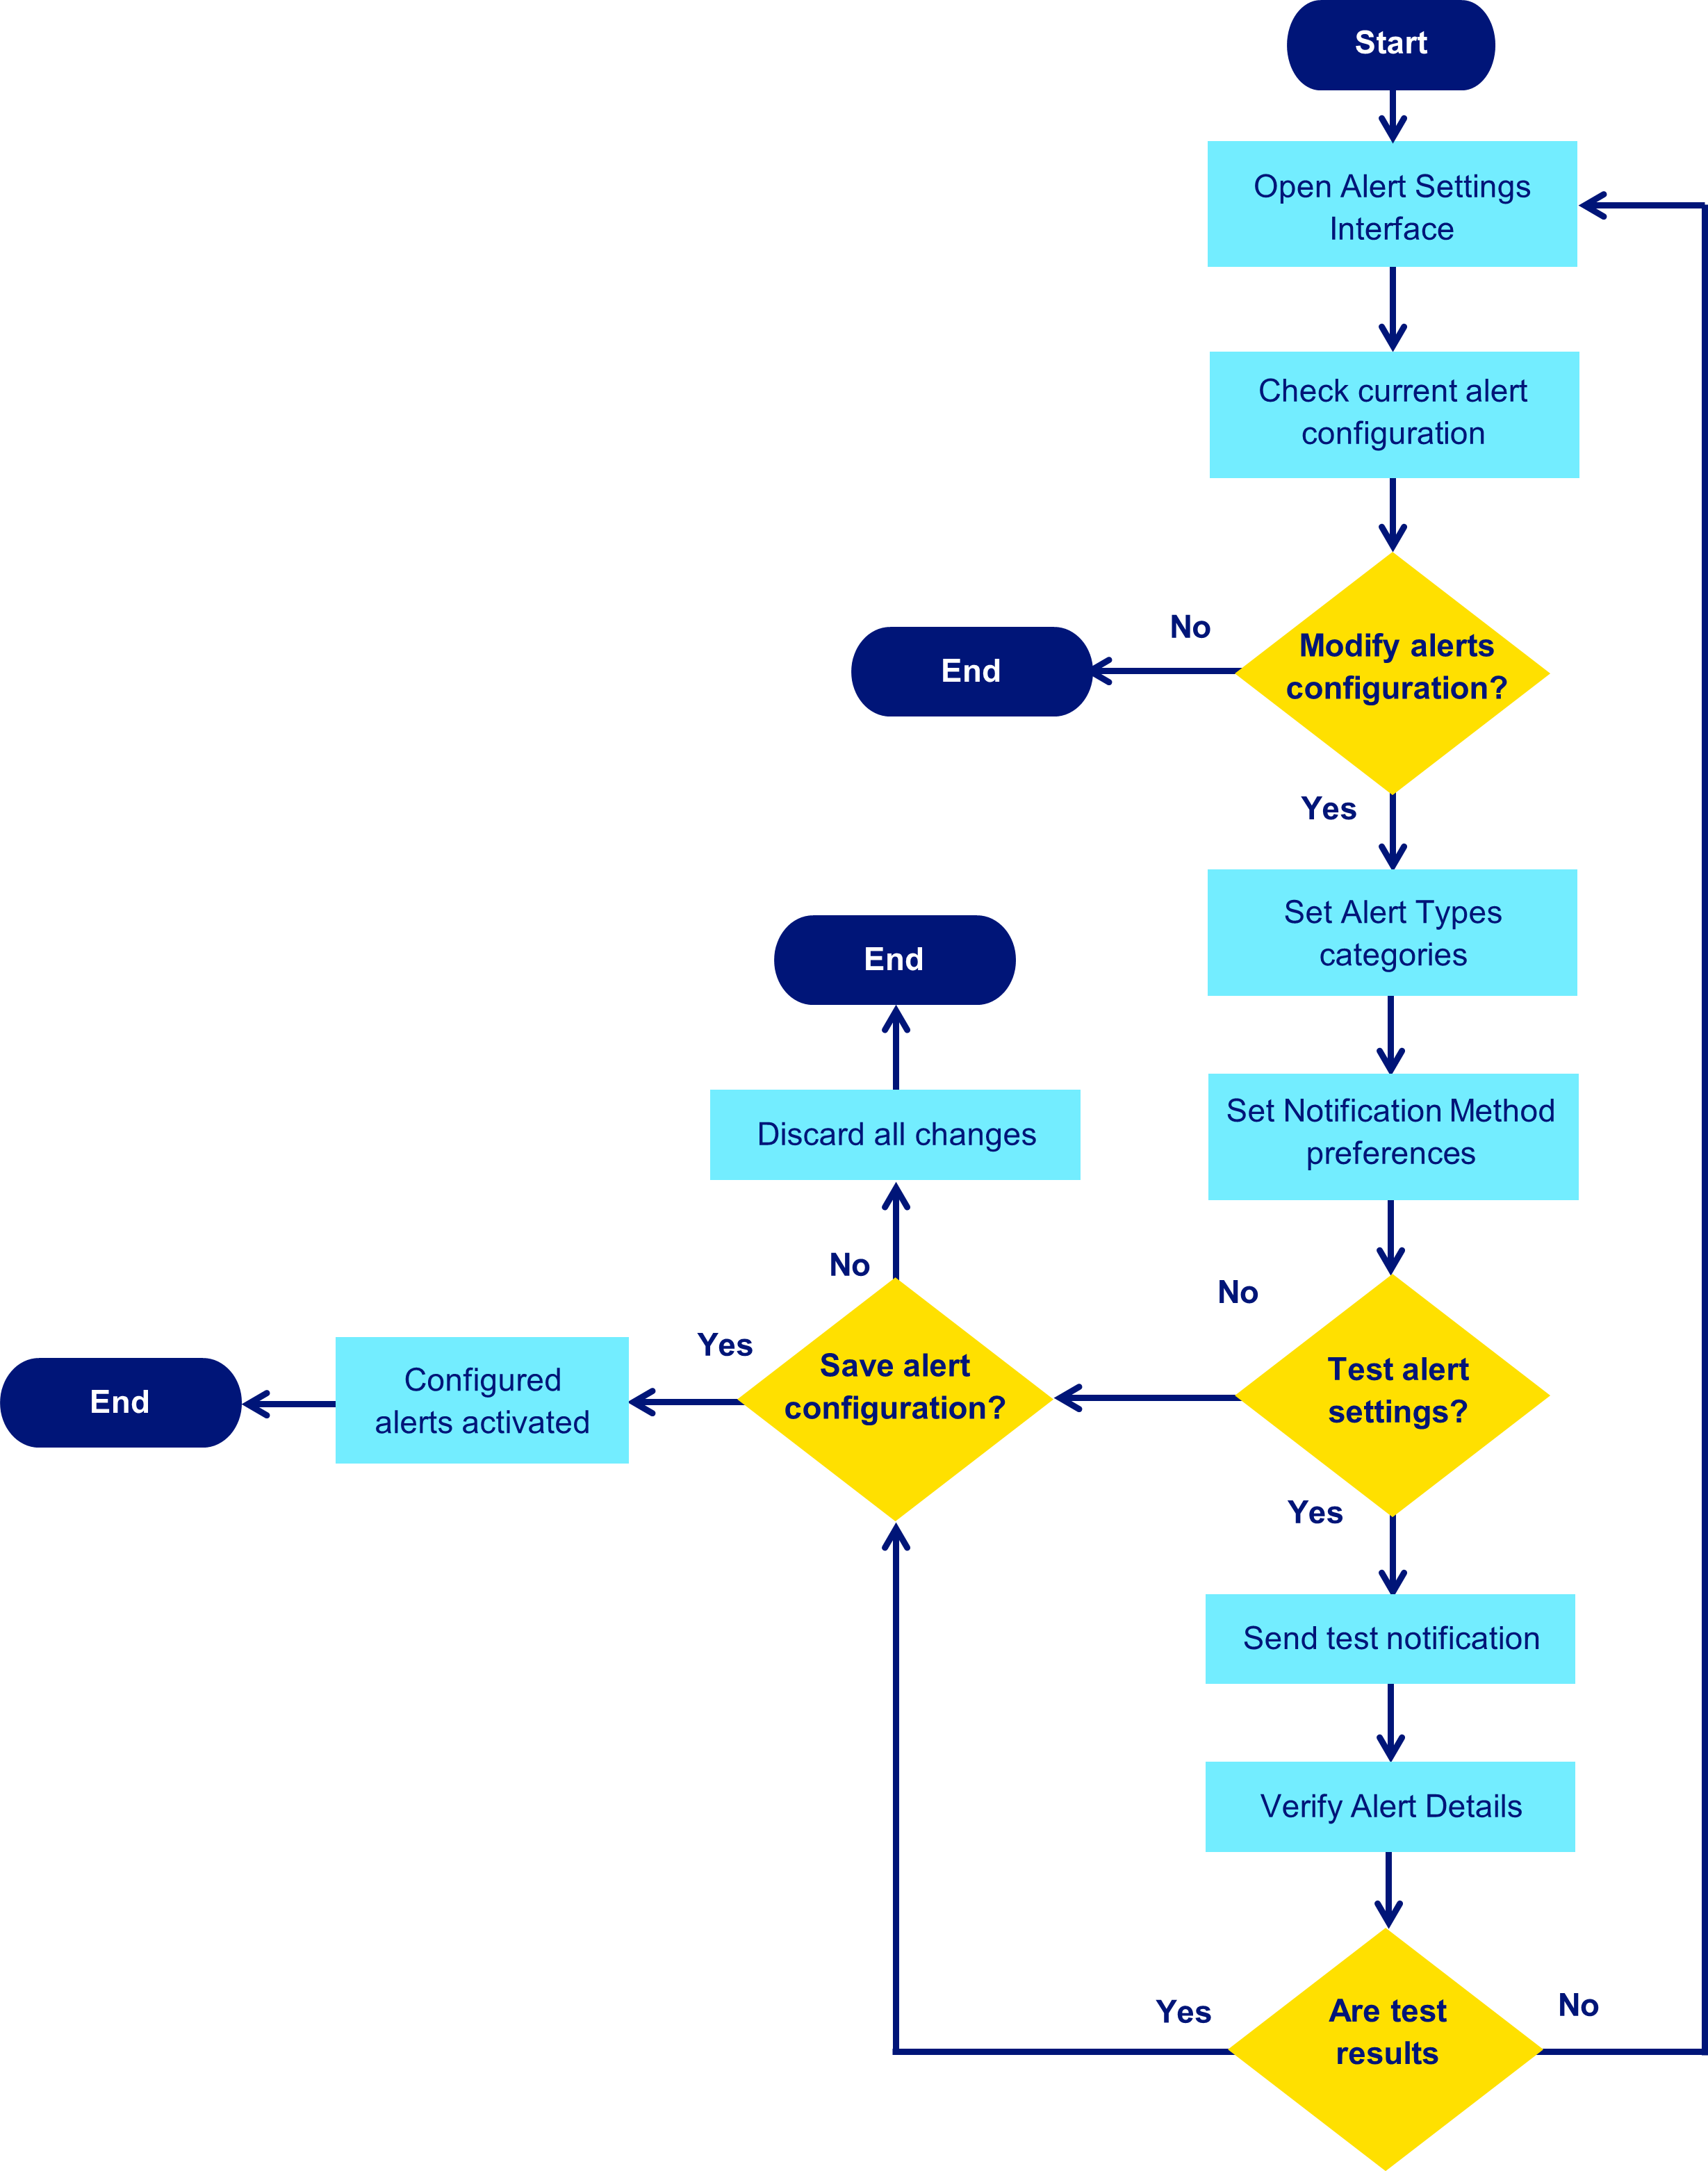 Start
Open Alert Settings
Interface
Check current alert
configuration
No
Modify alerts
configuration?
End
Yes
Set Alert Types
categories
End
Set Notification Method
preferences
Discard all changes
No
No
Yes
Save alert
configuration?
Test alert
settings?
Configured
alerts activated
End
Yes
Send test notification
Verify Alert Details
Yes
Are test
results
No